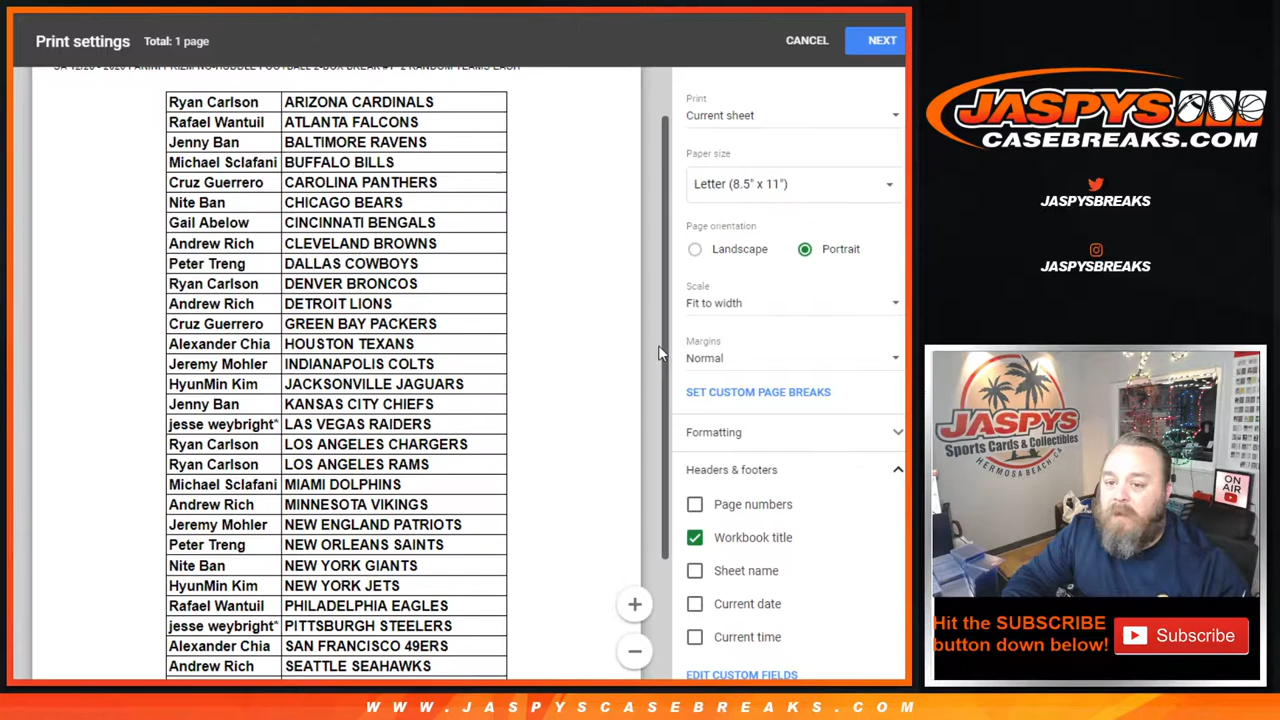 Print settings Total: 1 page CANCEL NEXT
Ryan Carlson ARIZONA CARDINALS
Rafael Wantuil ATLANTA FALCONS
Jenny Ban BALTIMORE RAVENS
Michael Sclafani BUFFALO BILLS
Cruz Guerrero CAROLINA PANTHERS
Nite Ban CHICAGO BEARS
Gail Abelow CINCINNATI BENGALS
Andrew Rich CLEVELAND BROWNS
Peter Treng DALLAS COWBOYS
Ryan Carlson DENVER BRONCOS
Andrew Rich DETROIT LIONS
Cruz Guerrero GREEN BAY PACKERS
Alexander Chia HOUSTON TEXANS
Jeremy Mohler INDIANAPOLIS COLTS
HyunMin Kim JACKSONVILLE JAGUARS
Jenny Ban KANSAS CITY CHIEFS
jesse weybright* LAS VEGAS RAIDERS
Ryan Carlson LOS ANGELES CHARGERS
Ryan Carlson LOS ANGELES RAMS
Michael Sclafani MIAMI DOLPHINS
Andrew Rich MINNESOTA VIKINGS
Jeremy Mohler NEW ENGLAND PATRIOTS
Peter Treng NEW ORLEANS SAINTS
Nite Ban NEW YORK GIANTS
HyunMin Kim NEW YORK JETS
Rafael Wantuil PHILADELPHIA EAGLES
jesse weybright* PITTSBURGH STEELERS
Alexander Chia SAN FRANCISCO 49ERS
Andrew Rich SEATTLE SEAHAWKS
Print
Current sheet
Paper size
Letter (8.5" x 11")
Page orientation
Landscape Portrait
Scale
Fit to width
Margins
Normal
SET CUSTOM PAGE BREAKS
Formatting
Headers & footers
Page numbers
Workbook title
Sheet name
Current date
Current time
EDIT CUSTOM FIELDS
JASPYS
CASEBREAKS.COM
JASPYSBREAKS
JASPYSBREAKS
JASPYS
Sports Cards & Collectibles
HERMOSA BEACH, CA
ON
AIR
Hit the SUBSCRIBE
button down below!
Subscribe
WWW.JASPYSCASEBREAKS.COM